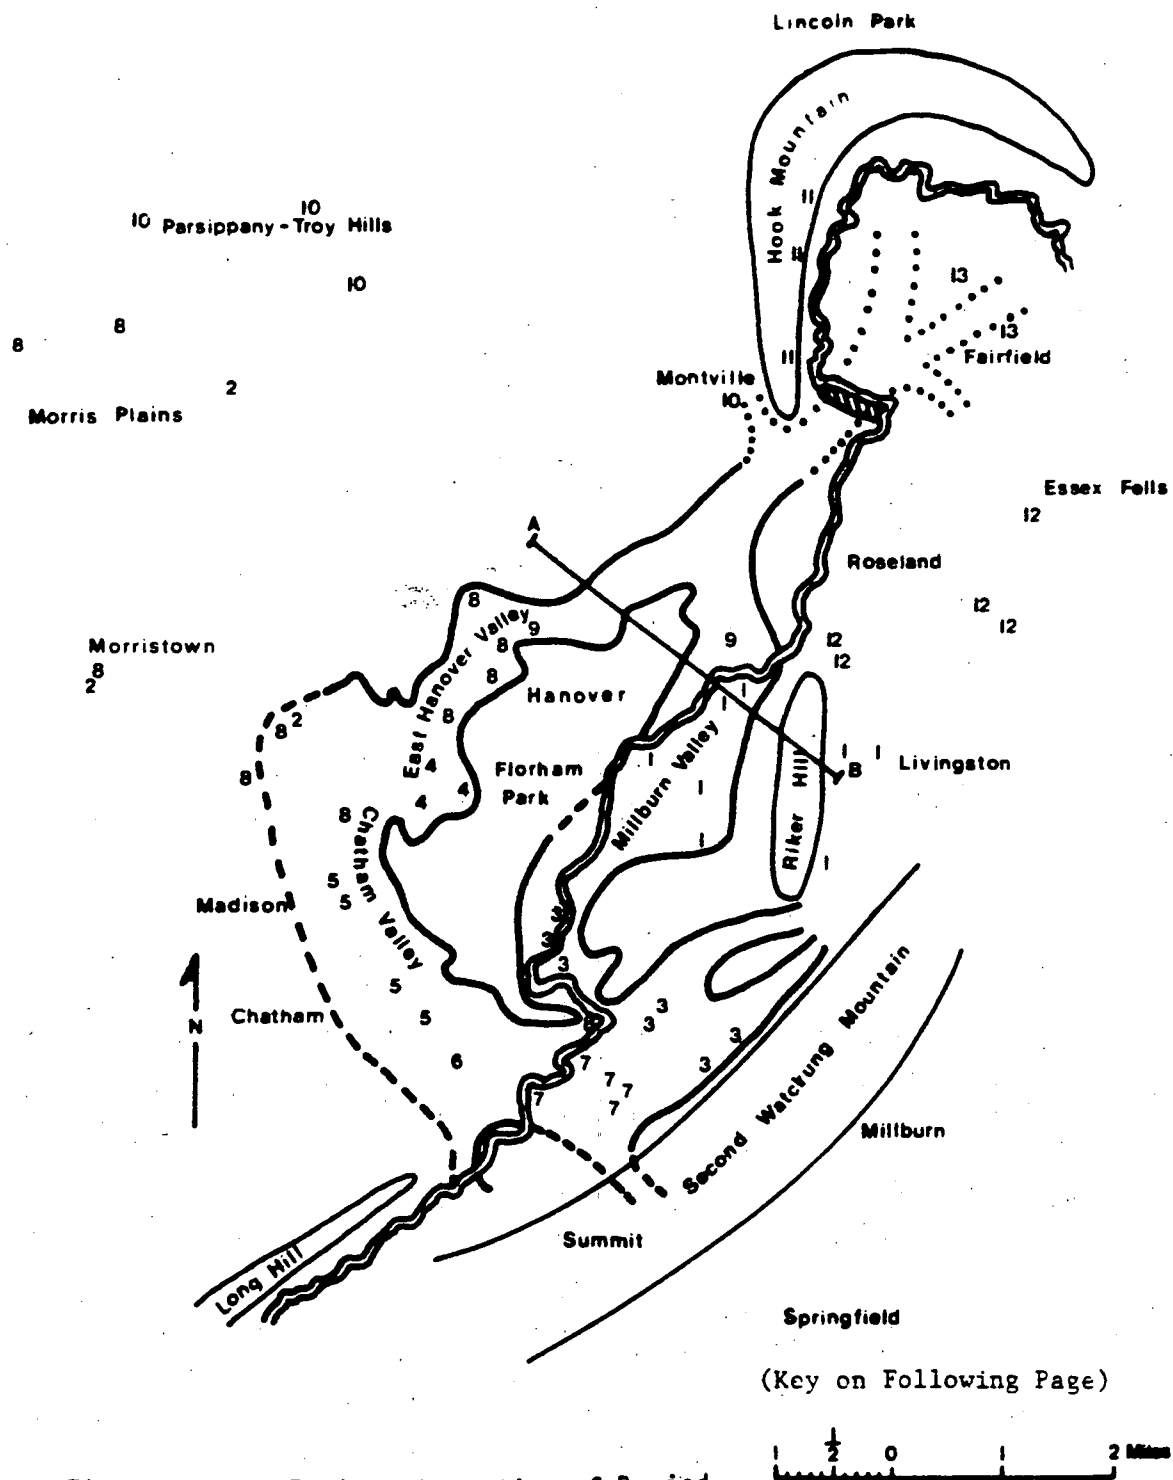 Lincoln Park
Hook Mountain
11
10
10
Parsippany-Troy Hills
11
13
10
8
13
8
11
Fairfield
Montville
2
10
Morris Plains
Essex Fells
12
A
Roseland
8
12
9
12
East Hanover Valley
8
9
12
Morristown
12
8
8
2
Hanover
1
1
8
2
8
Millburn Valley
1
1
Livingston
4
Florham
Park
1
B
8
4
4
1
Riker Hill
8
Chatham Valley
1
1
5
Madison
5
3
3
3
5
N
Chatham
5
3
3
3
Second Watchung Mountain
6
7
3
7
7
7
7
Millburn
Summit
Long Hill
Springfield
(Key on Following Page)
1
1/2
0
1
2 Miles